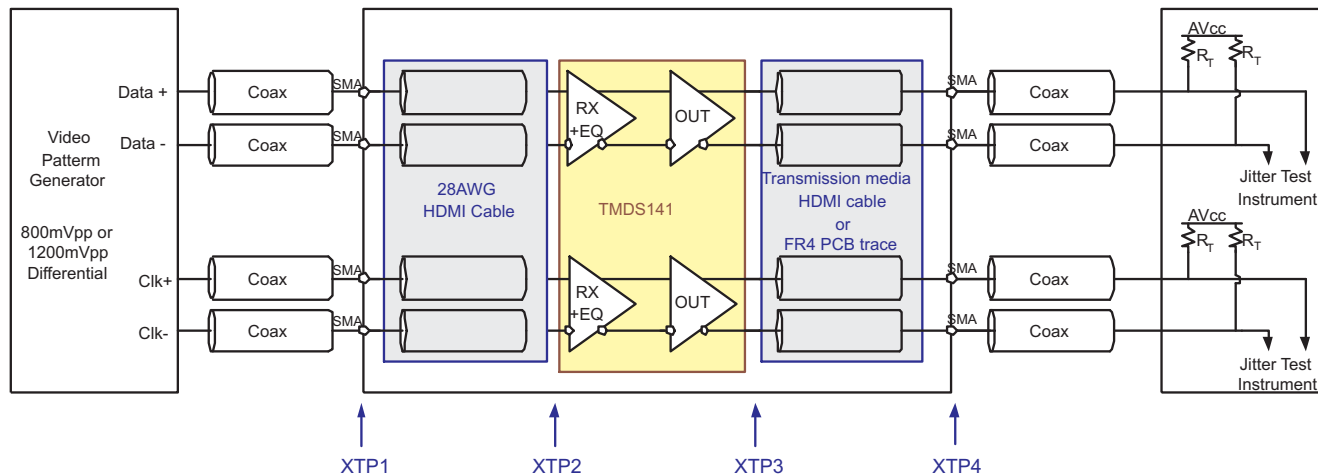 Video
Patterm
Generator
800mVpp or
1200mVpp
Differential
Data +
Data -
Clk+
Clk-
Coax
Coax
Coax
Coax
SMA
SMA
SMA
SMA
28AWG
HDMI Cable
RX
+EQ
OUT
TMDS141
RX
+EQ
OUT
Transmission media
HDMI cable
or
FR4 PCB trace
SMA
SMA
SMA
SMA
Coax
Coax
Coax
Coax
AVcc
RT
RT
Jitter Test
Instrument
AVcc
RT
RT
Jitter Test
Instrument
XTP1
XTP2
XTP3
XTP4